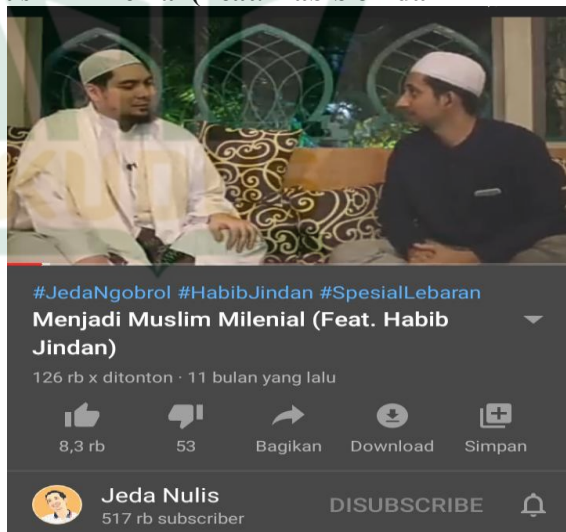 #JedaNgobrol #HabibJindan #SpesialLebaran
Menjadi Muslim Milenial (Feat. Habib
Jindan)
126 rb x ditonton · 11 bulan yang lalu
8,3 rb 53 Bagikan Download Simpan
Jeda Nulis DISUBSCRIBE
517 rb subscriber